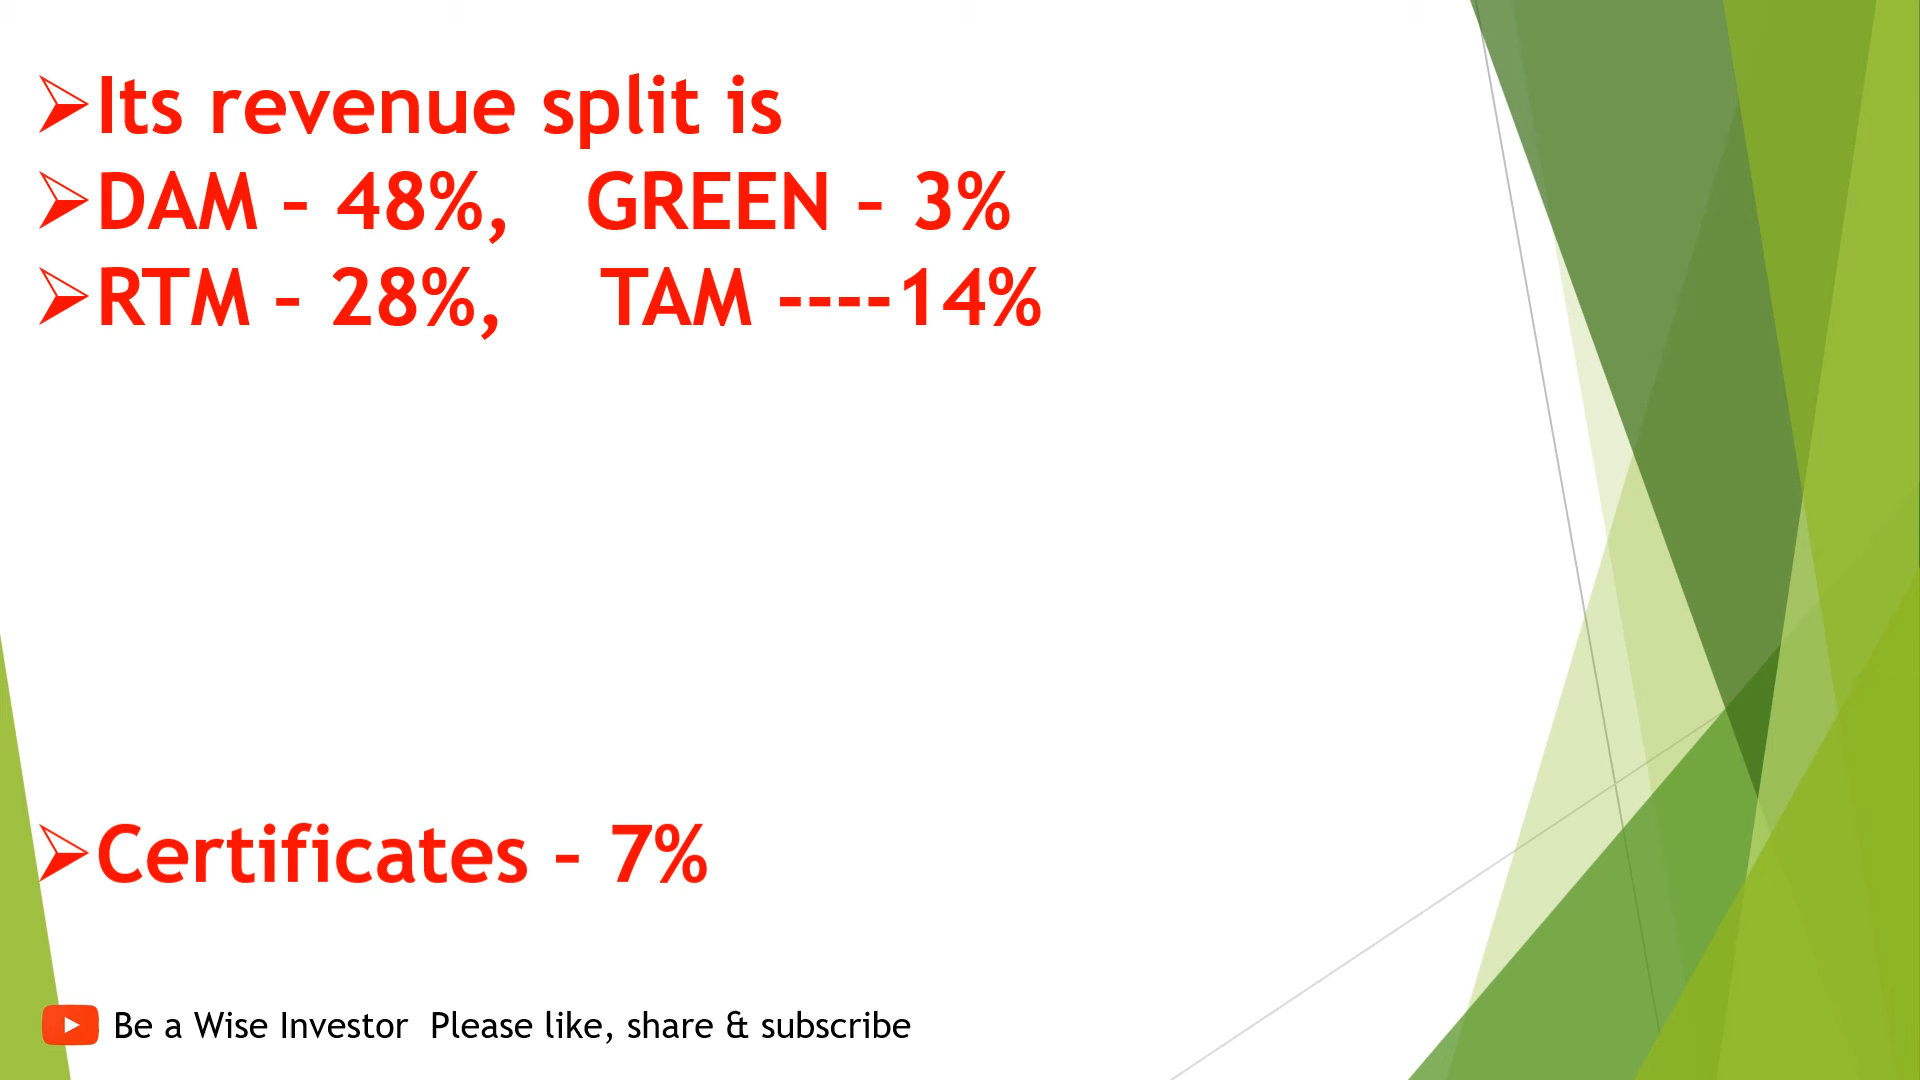 ➢Its revenue split is
➢DAM – 48%, GREEN – 3%
➢RTM – 28%, TAM ----14%
➢Certificates – 7%
Be a Wise Investor Please like, share & subscribe